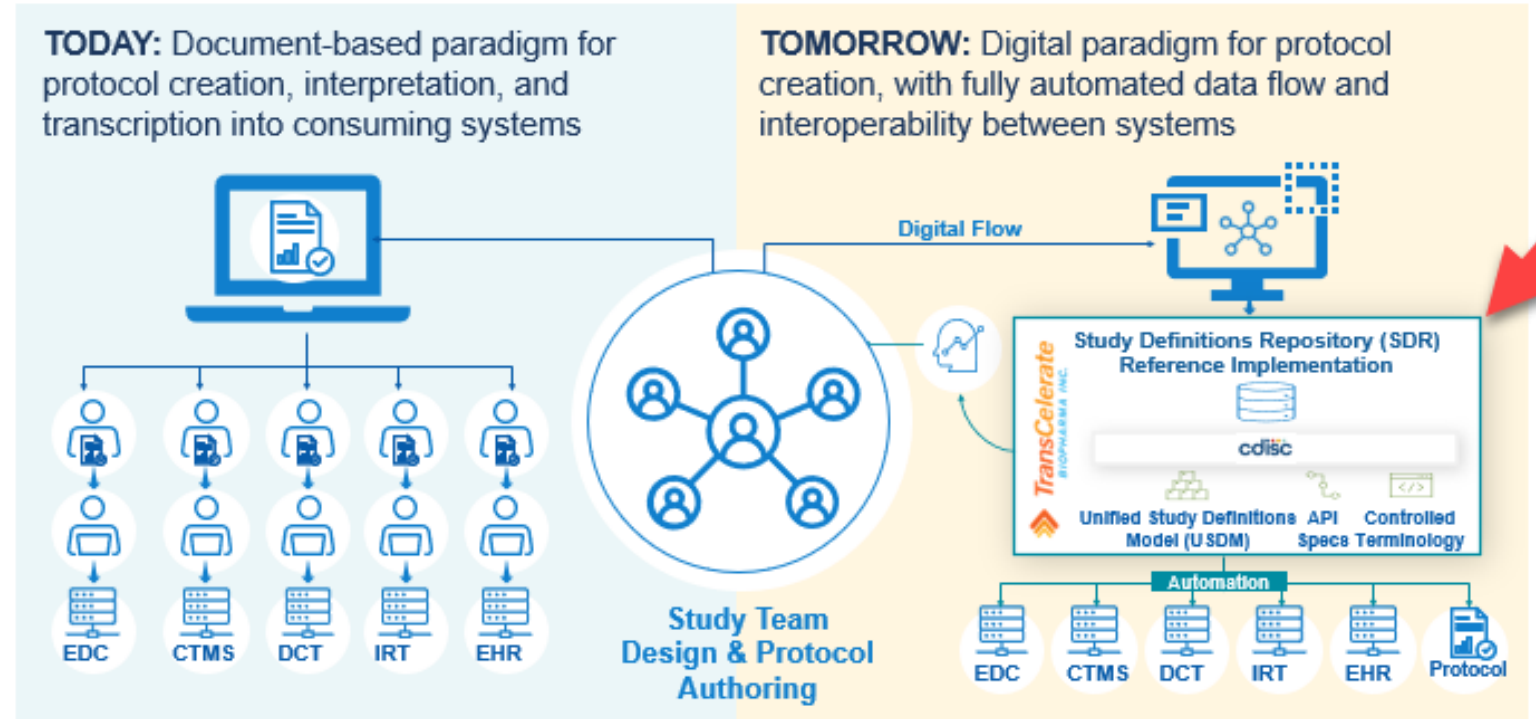 TODAY: Document-based paradigm for
protocol creation, interpretation, and
transcription into consuming systems
TOMORROW: Digital paradigm for protocol
creation, with fully automated data flow and
interoperability between systems
Digital Flow
Study Definitions Repository (SDR)
Reference Implementation
TransCelerate
BIOPHARMA INC.
cdisc
</>
Unified Study Definitions
Model (USDM)
API
Specs
Controlled
Terminology
Automation
EDC
CTMS
DCT
IRT
EHR
Study Team
Design & Protocol
Authoring
EDC
CTMS
DCT
IRT
EHR
Protocol